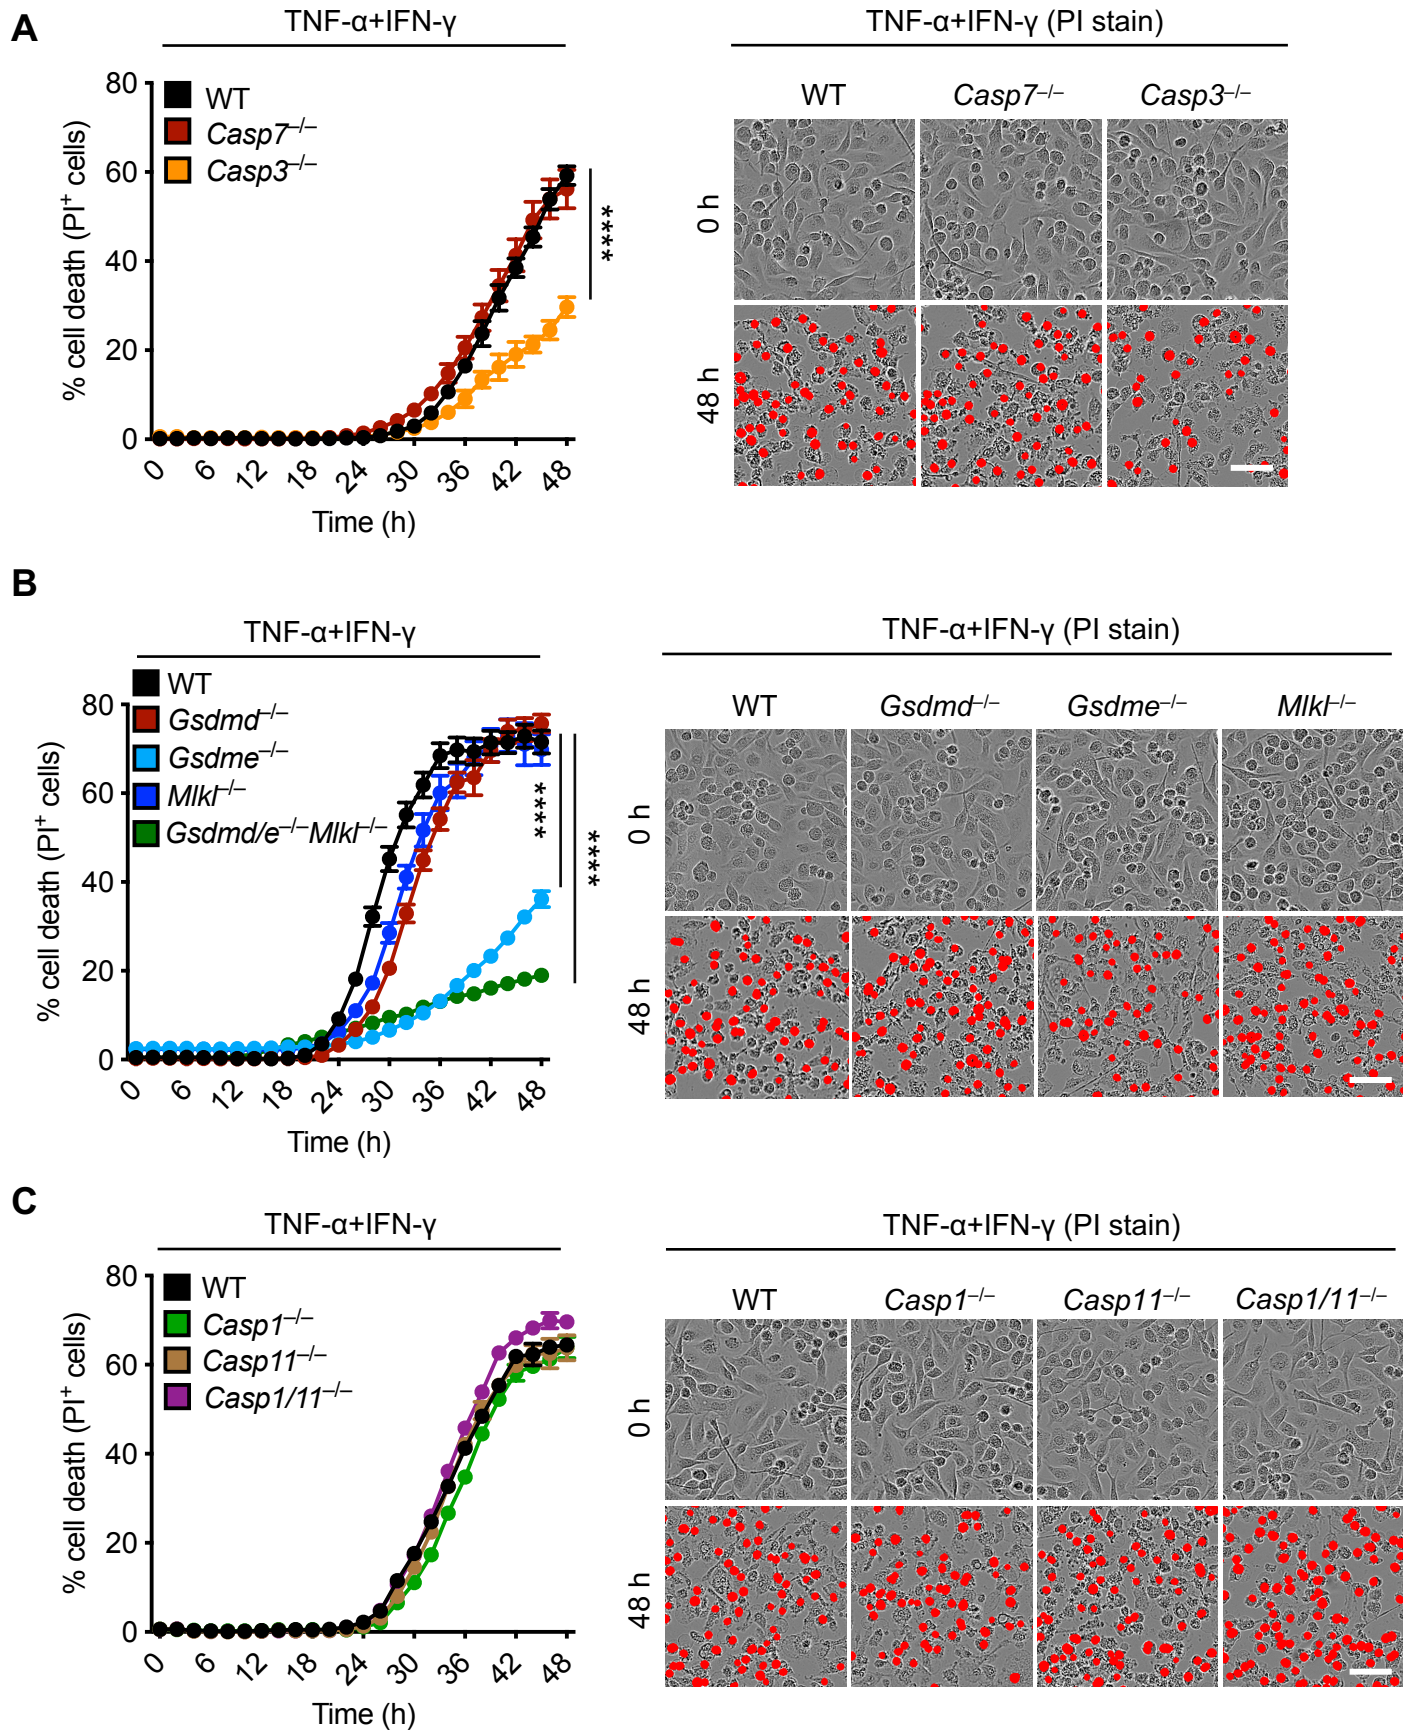 A
TNF-α+IFN-γ
80
60
40
20
0
% cell death (PI⁺ cells)
WT
Casp7⁻/⁻
Casp3⁻/⁻
****
0 6 12 18 24 30 36 42 48
Time (h)
TNF-α+IFN-γ (PI stain)
WT Casp7⁻/⁻ Casp3⁻/⁻
0 h
48 h
B
TNF-α+IFN-γ
80
60
40
20
0
% cell death (PI⁺ cells)
WT
Gsdmd⁻/⁻
Gsdme⁻/⁻
Mlkl⁻/⁻
Gsdmd/e⁻/⁻Mlkl⁻/⁻
****
****
0 6 12 18 24 30 36 42 48
Time (h)
TNF-α+IFN-γ (PI stain)
WT Gsdmd⁻/⁻ Gsdme⁻/⁻ Mlkl⁻/⁻
0 h
48 h
C
TNF-α+IFN-γ
80
60
40
20
0
% cell death (PI⁺ cells)
WT
Casp1⁻/⁻
Casp11⁻/⁻
Casp1/11⁻/⁻
0 6 12 18 24 30 36 42 48
Time (h)
TNF-α+IFN-γ (PI stain)
WT Casp1⁻/⁻ Casp11⁻/⁻ Casp1/11⁻/⁻
0 h
48 h